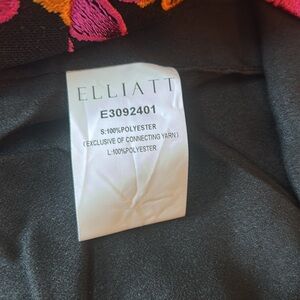 ELLIATT
E3092401
S:100%POLYESTER
(EXCLUSIVE OF CONNECTING YARN)
L:100%POLYESTER